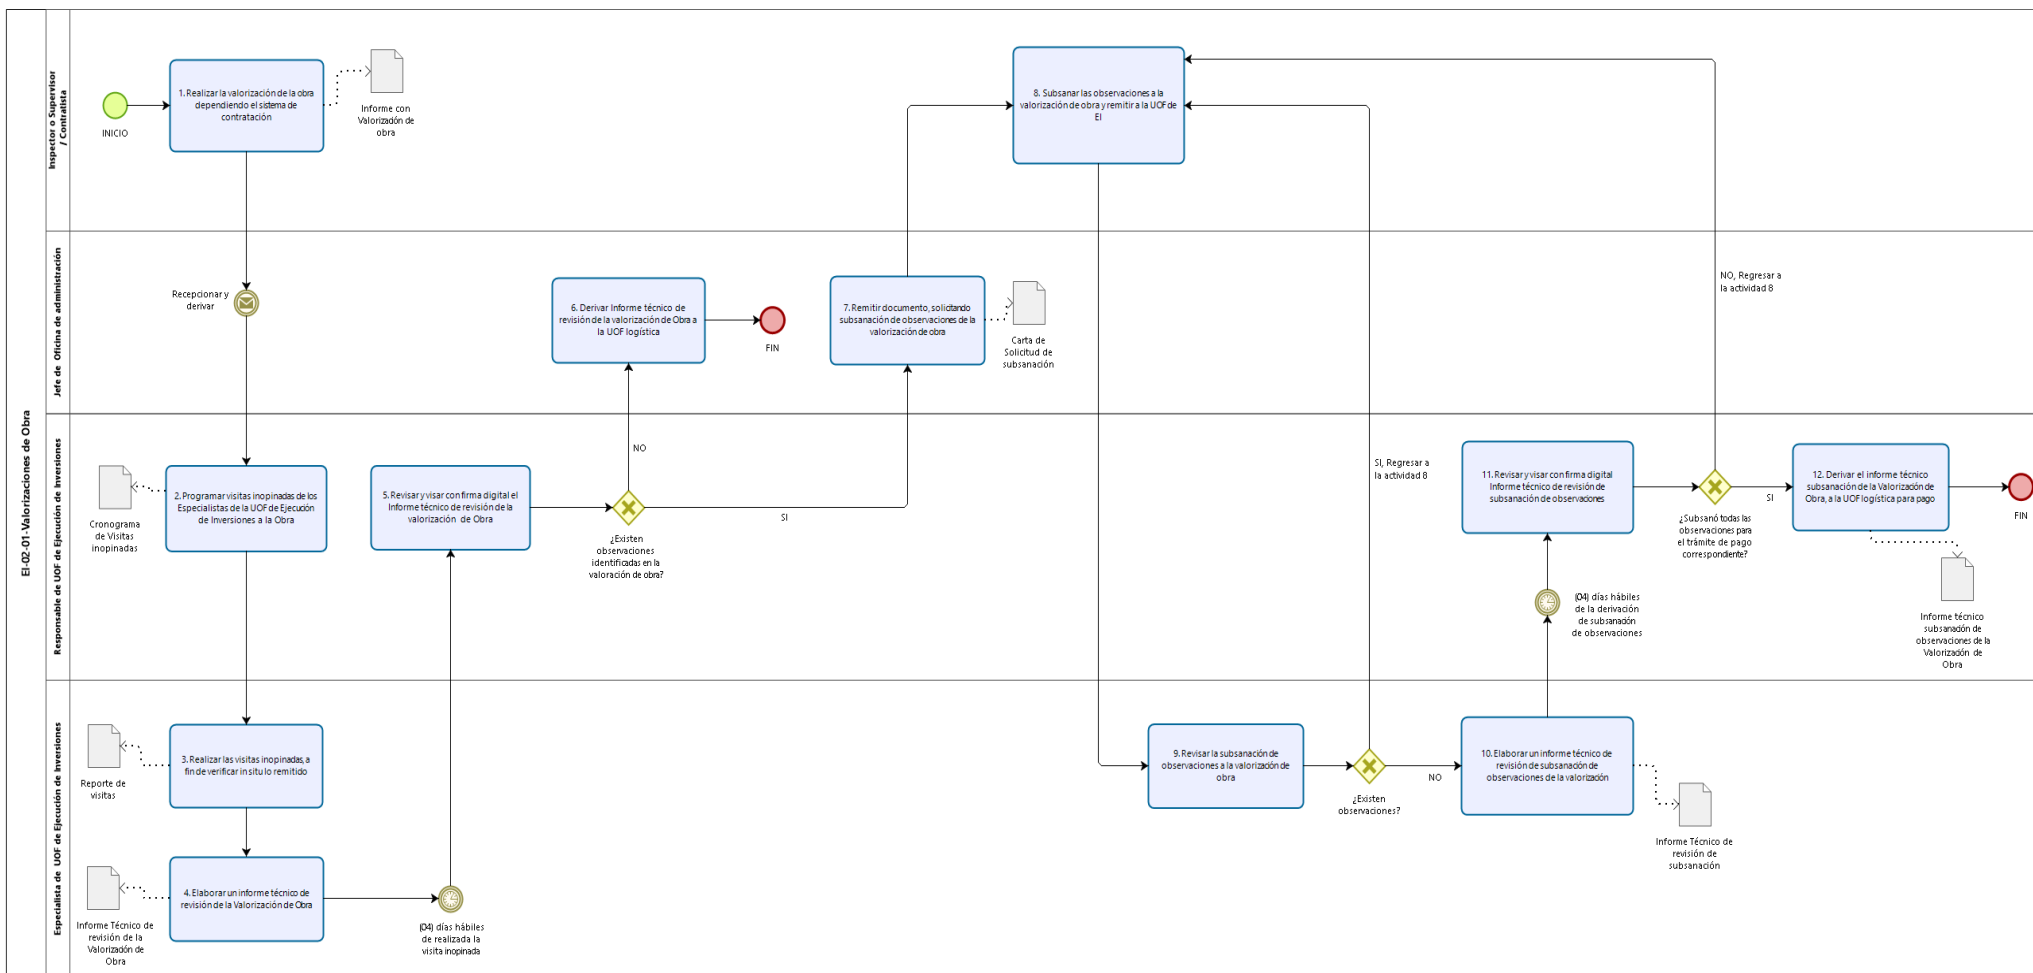 EI-02-01-Valorizaciones de Obra
Inspector o Supervisor
/ Contralista
INICIO
1. Realizar la valorización de la obra
dependiendo el sistema de
contratación
Informe con
Valorización de
obra
8. Subsanar las observaciones a la
valorización de obra y remitir a la UOF de
EI
Jefe de Oficina de administración
Recepcionar y
derivar
6. Derivar Informe técnico de
revisión de la valorización de Obra a
la UOF logística
FIN
7. Remitir documento, solicitando
subsanación de observaciones de la
valorización de obra
Carta de
Solicitud de
subsanación
NO, Regresar a
la actividad 8
Responsable de UOF de Ejecución de Inversiones
Cronograma
de Visitas
inopinadas
2. Programar visitas inopinadas de los
Especialistas de la UOF de Ejecución
de Inversiones a la Obra
5. Revisar y visar con firma digital el
Informe técnico de revisión de la
valorización de Obra
NO
SI
¿Existen
observaciones
identificadas en la
valoración de obra?
SI, Regresar a
la actividad 8
11. Revisar y visar con firma digital
Informe técnico de revisión de
subsanación de observaciones
(04) días hábiles
de la derivación
de subsanación
de observaciones
SI
¿Subsanó todas las
observaciones para
el trámite de pago
correspondiente?
12. Derivar el informe técnico
subsanación de la Valorización de
Obra, a la UOF logística para pago
FIN
Informe técnico
subsanación de
observaciones de la
Valorización de
Obra
Especialista de UOF de Ejecución de Inversiones
Reporte de
visitas
3. Realizar las visitas inopinadas, a
fin de verificar in situ lo remitido
Informe Técnico de
revisión de la
Valorización de
Obra
4. Elaborar un informe técnico de
revisión de la Valorización de Obra
(04) días hábiles
de realizada la
visita inopinada
9. Revisar la subsanación de
observaciones a la valorización de
obra
¿Existen
observaciones?
NO
10. Elaborar un informe técnico de
revisión de subsanación de
observaciones de la valorización
Informe Técnico de
revisión de
subsanación